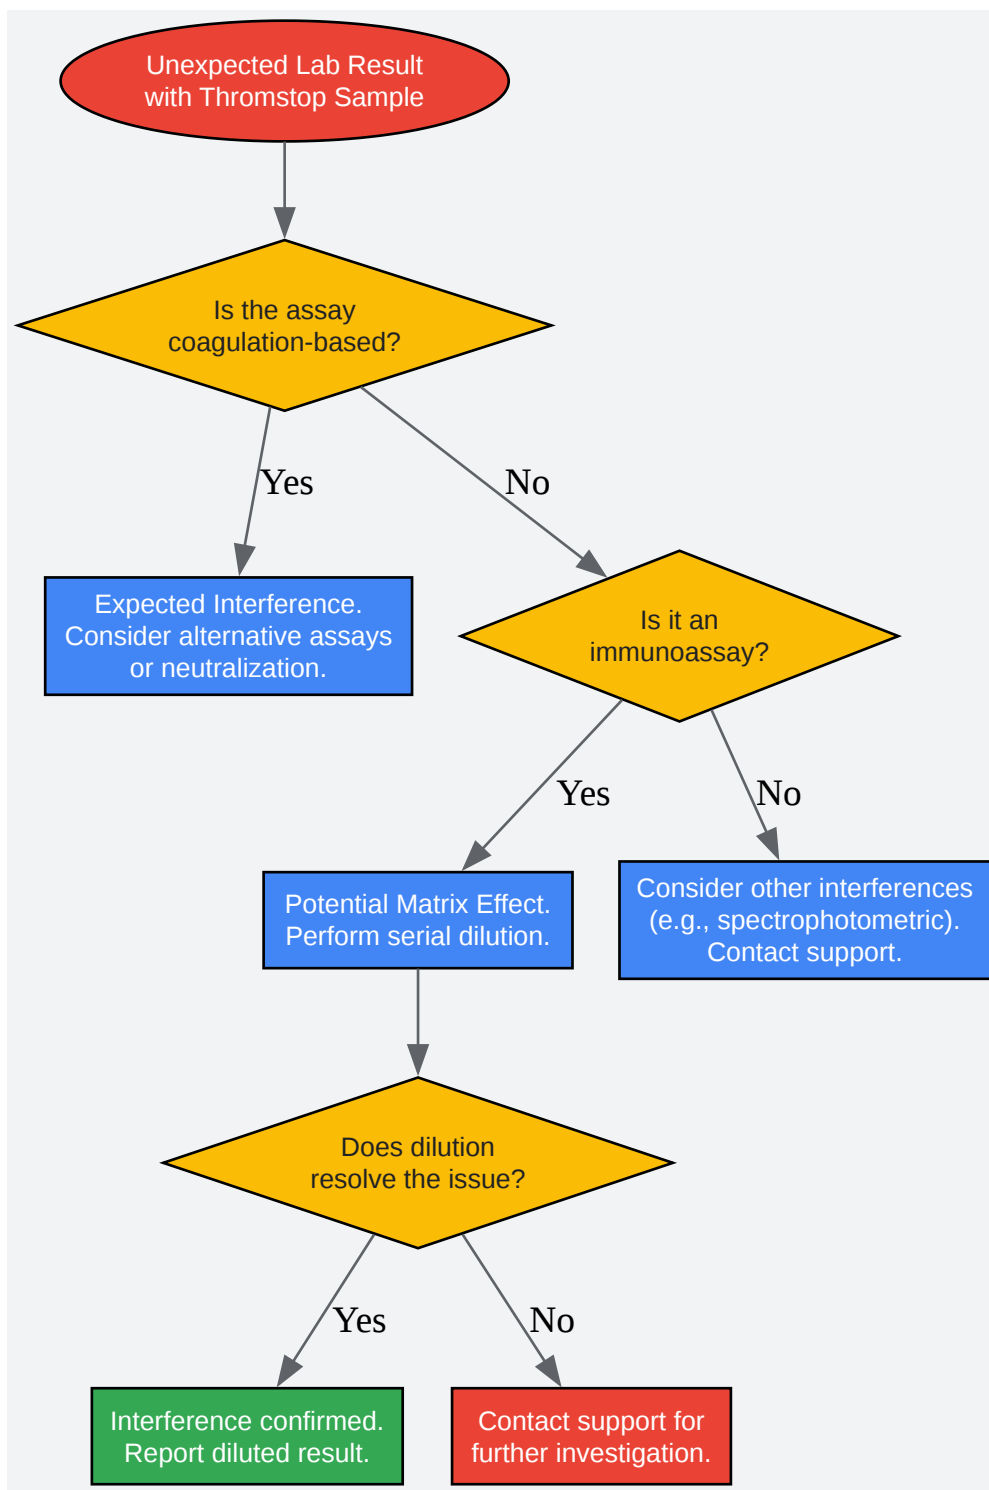 Unexpected Lab Result
with Thromstop Sample
Is the assay
coagulation-based?
Yes
No
Expected Interference.
Consider alternative assays
or neutralization.
Is it an
immunoassay?
Yes
No
Potential Matrix Effect.
Perform serial dilution.
Consider other interferences
(e.g., spectrophotometric).
Contact support.
Does dilution
resolve the issue?
Yes
No
Interference confirmed.
Report diluted result.
Contact support for
further investigation.